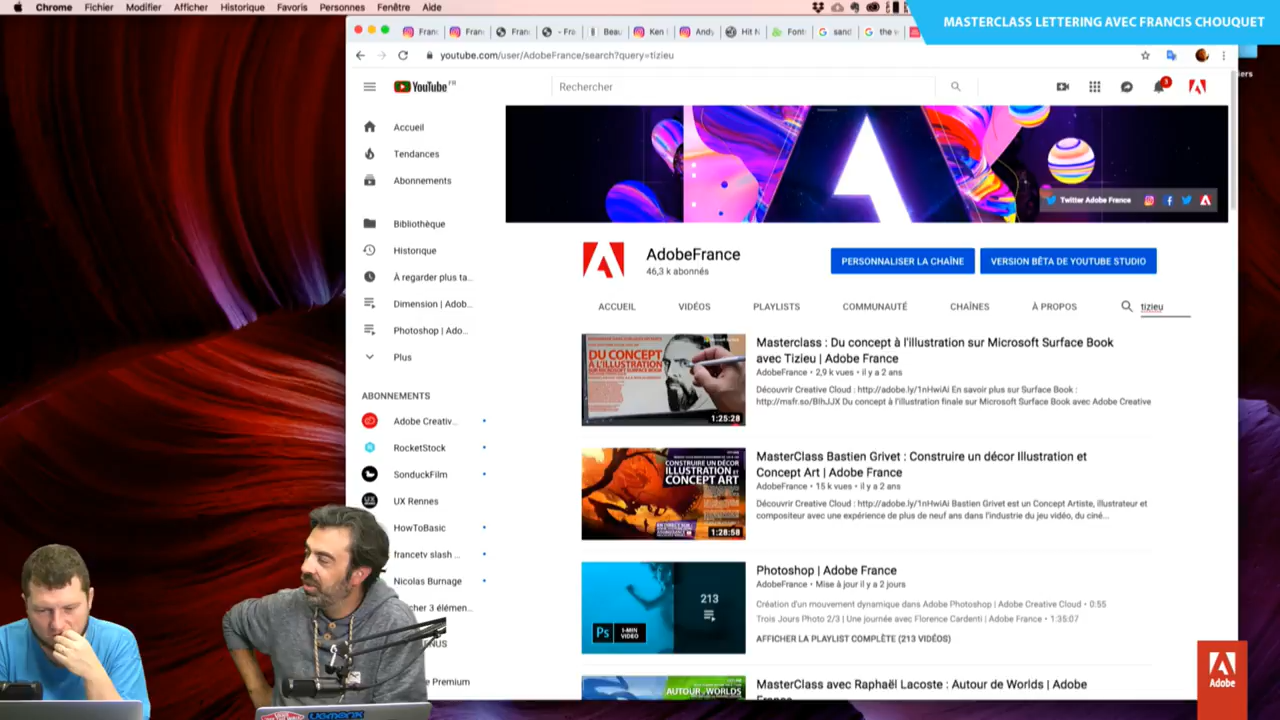 Chrome Fichier Modifier Afficher Historique Favoris Personnes Fenêtre Aide
MASTERCLASS LETTERING AVEC FRANCIS CHOUQUET
youtube.com/user/AdobeFrance/search?query=tizieu
YouTube FR
Rechercher
3
Accueil
Tendances
Abonnements
Bibliothèque
Historique
À regarder plus ta...
Dimension | Adob...
Photoshop | Ado...
Plus
ABONNEMENTS
Adobe Creativ...
RocketStock
SonduckFilm
UX Rennes
HowToBasic
francetv slash ...
Nicolas Burnage
Twitter Adobe France
AdobeFrance
46,3 k abonnés
PERSONNALISER LA CHAÎNE
VERSION BÊTA DE YOUTUBE STUDIO
ACCUEIL VIDÉOS PLAYLISTS COMMUNAUTÉ CHAÎNES À PROPOS tizieu
DU CONCEPT
À L'ILLUSTRATION
SUR MICROSOFT SURFACE BOOK
1:25:28
Masterclass : Du concept à l'illustration sur Microsoft Surface Book
avec Tizieu | Adobe France
AdobeFrance • 2,9 k vues • il y a 2 ans
Découvrir Creative Cloud : http://adobe.ly/1nHwiAi En savoir plus sur Surface Book :
http://msfr.so/BIhJJX Du concept à l'illustration finale sur Microsoft Surface Book avec Adobe Creative
CONSTRUIRE UN DÉCOR
ILLUSTRATION ET
CONCEPT ART
1:28:58
MasterClass Bastien Grivet : Construire un décor Illustration et
Concept Art | Adobe France
AdobeFrance • 15 k vues • il y a 2 ans
Découvrir Creative Cloud : http://adobe.ly/1nHwiAi Bastien Grivet est un Concept Artiste, illustrateur et
compositeur avec une expérience de plus de neuf ans dans l'industrie du jeu vidéo, du ciné...
213
Ps
VIDEO
Photoshop | Adobe France
AdobeFrance • Mise à jour il y a 2 jours
Création d'un mouvement dynamique dans Adobe Photoshop | Adobe Creative Cloud • 0:55
Trois Jours Photo 2/3 | Une journée avec Florence Cardenti | Adobe France • 1:35:07
AFFICHER LA PLAYLIST COMPLÈTE (213 VIDÉOS)
AUTOUR DE WORLDS
MasterClass avec Raphaël Lacoste : Autour de Worlds | Adobe
Premium
Adobe